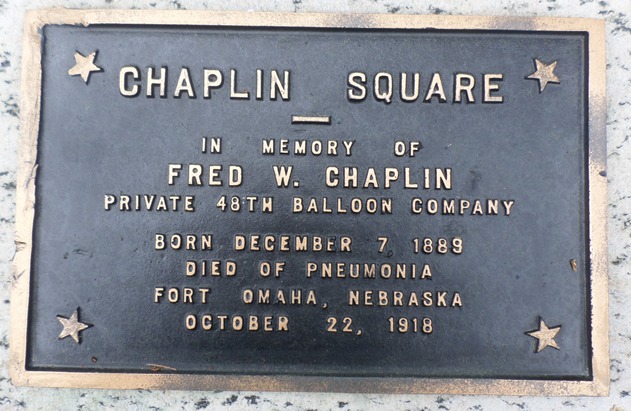 CHAPLIN SQUARE
IN MEMORY OF
FRED W. CHAPLIN
PRIVATE 48TH BALLOON COMPANY
BORN DECEMBER 7, 1889
DIED OF PNEUMONIA
FORT OMAHA, NEBRASKA
OCTOBER 22, 1918